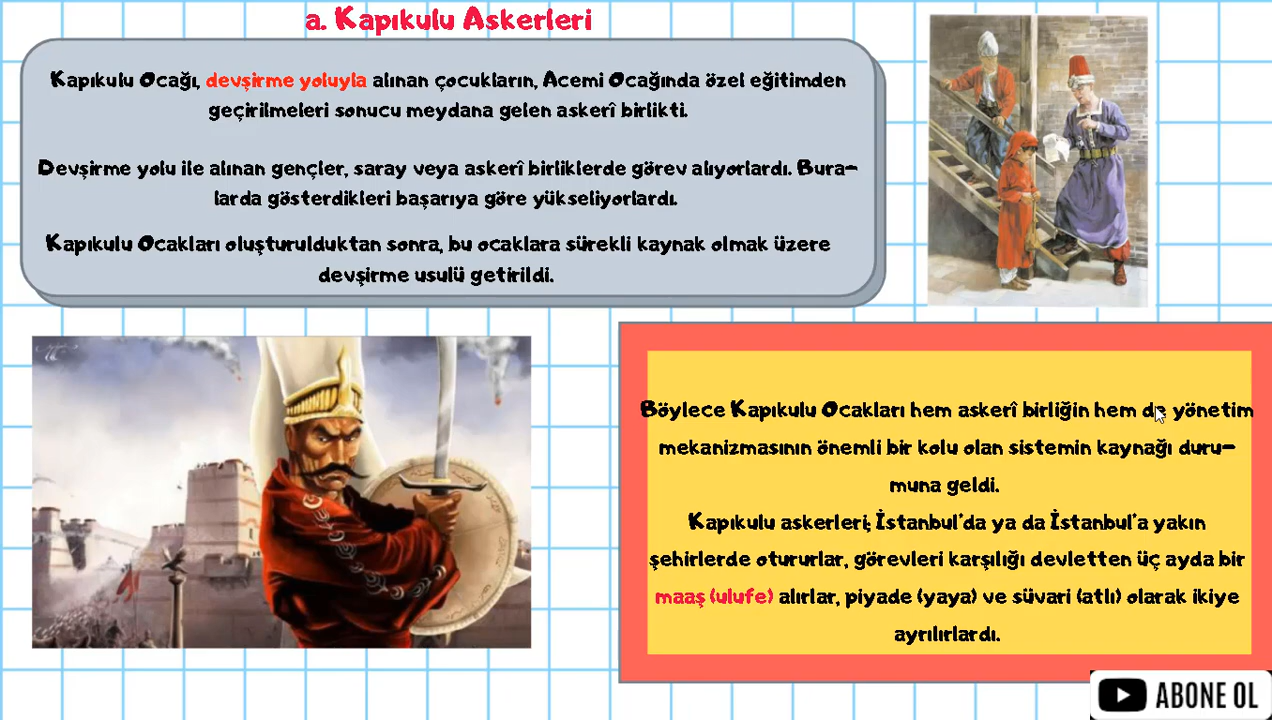 a. Kapıkulu Askerleri
Kapıkulu Ocağı, devşirme yoluyla alınan çocukların, Acemi Ocağında özel eğitimden
geçirilmeleri sonucu meydana gelen askerî birlikti.
Devşirme yolu ile alınan gençler, saray veya askerî birliklerde görev alıyorlardı. Bura-
larda gösterdikleri başarıya göre yükseliyorlardı.
Kapıkulu Ocakları oluşturulduktan sonra, bu ocaklara sürekli kaynak olmak üzere
devşirme usulü getirildi.
Böylece Kapıkulu Ocakları hem askerî birliğin hem de yönetim
mekanizmasının önemli bir kolu olan sistemin kaynağı duru-
muna geldi.
Kapıkulu askerleri; İstanbul'da ya da İstanbul'a yakın
şehirlerde otururlar, görevleri karşılığı devletten üç ayda bir
maaş (ulufe) alırlar, piyade (yaya) ve süvari (atlı) olarak ikiye
ayrılırlardı.
ABONE OL